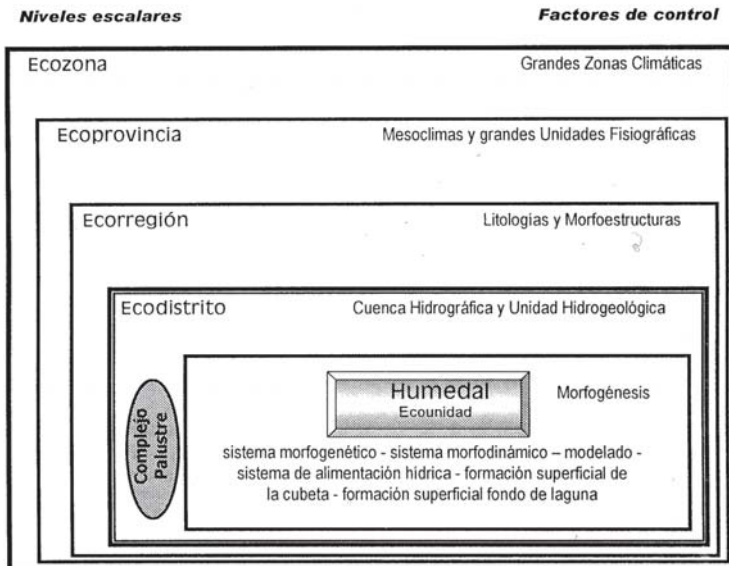 Niveles escalares Factores de control
Ecozona Grandes Zonas Climáticas
Ecoprovincia Mesoclimas y grandes Unidades Fisiográficas
Ecorregión Litologías y Morfoestructuras
Ecodistrito Cuenca Hidrográfica y Unidad Hidrogeológica
Complejo
Palustre
Humedal
Ecounidad
Morfogénesis
sistema morfogenético - sistema morfodinámico – modelado -
sistema de alimentación hídrica - formación superficial de
la cubeta - formación superficial fondo de laguna